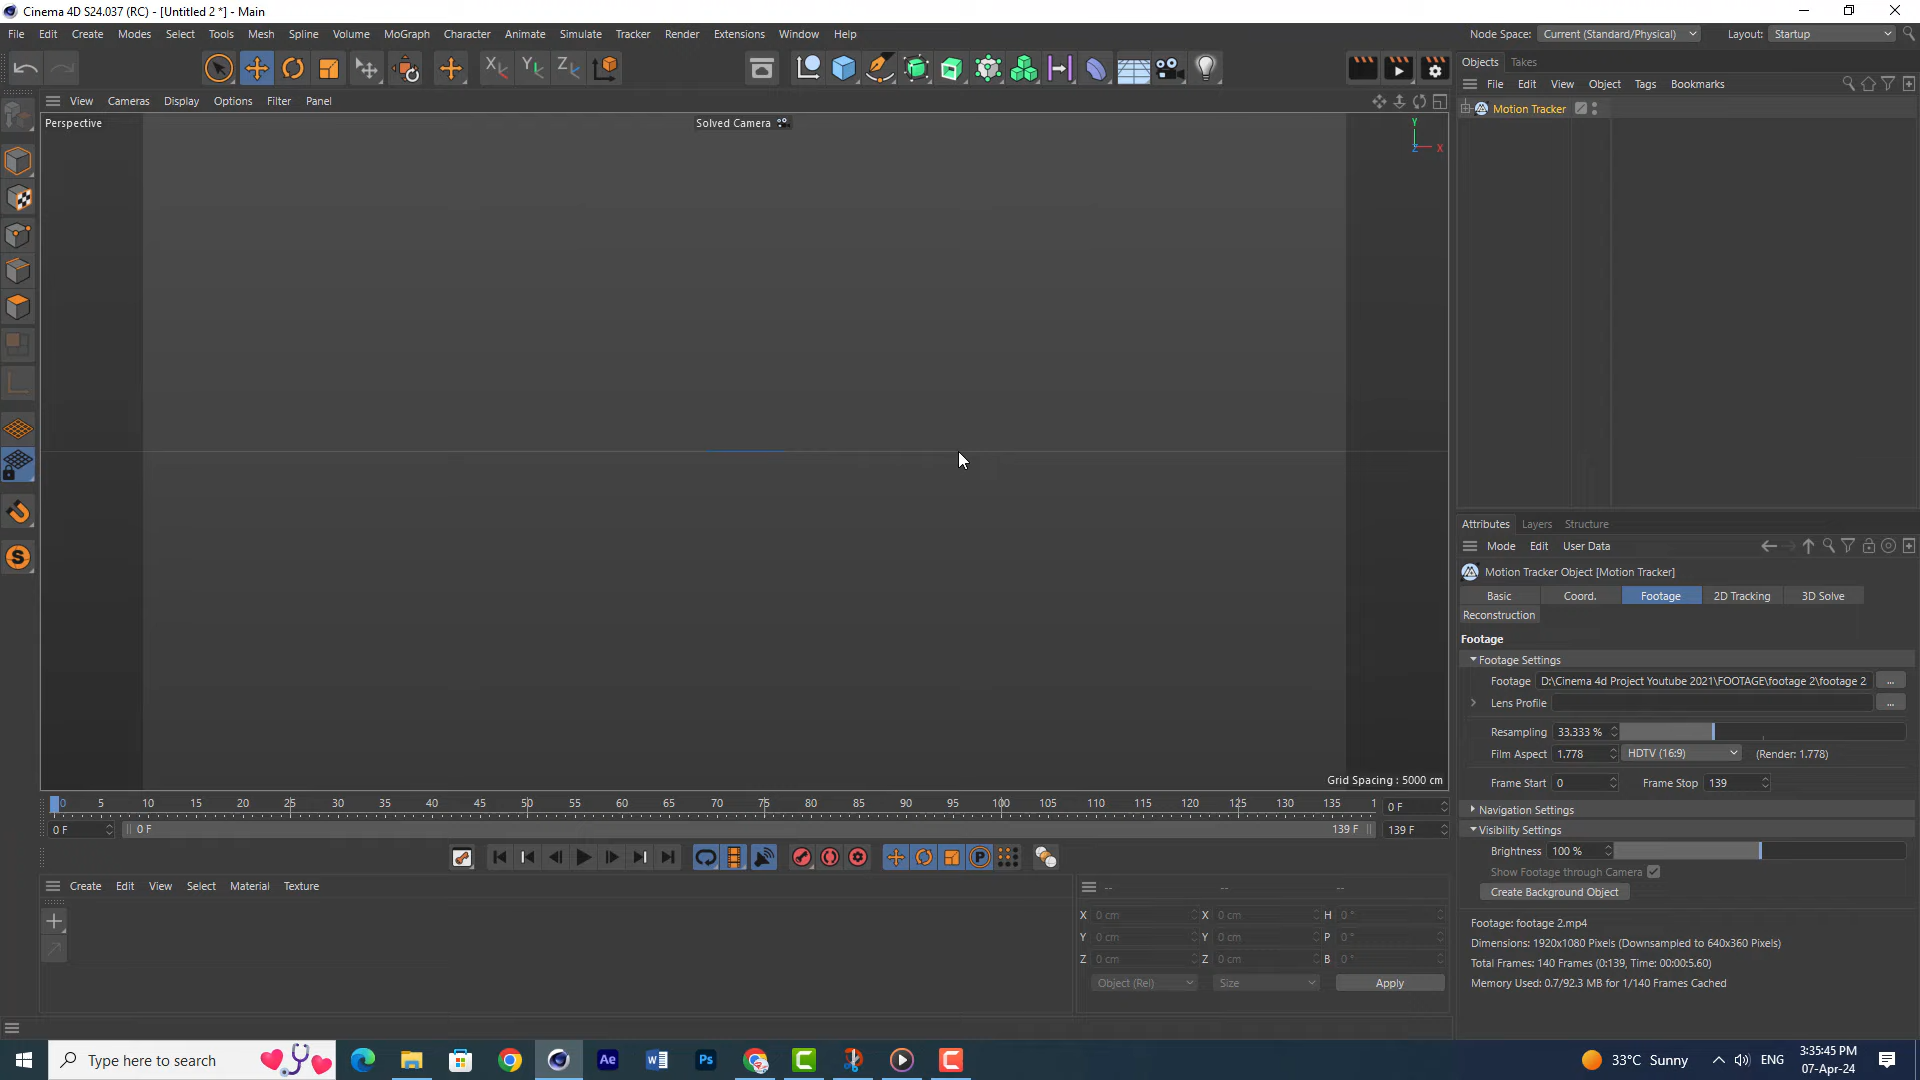 Cinema 4D S24.037 (RC) - [Untitled 2 *] - Main
File Edit Create Modes Select Tools Mesh Spline Volume MoGraph Character Animate Simulate Tracker Render Extensions Window Help
Node Space: Current (Standard/Physical) Layout: Startup
Objects Takes
File Edit View Object Tags Bookmarks
View Cameras Display Options Filter Panel
Motion Tracker
Perspective
Solved Camera
Y
Z X
Attributes Layers Structure
Mode Edit User Data
Motion Tracker Object [Motion Tracker]
Basic Coord. Footage 2D Tracking 3D Solve
Reconstruction
Footage
Footage Settings
Footage D:\Cinema 4d Project Youtube 2021\FOOTAGE\footage 2\footage 2
Lens Profile
Resampling 33.333 %
Film Aspect 1.778 HDTV (16:9) (Render: 1.778)
Frame Start 0 Frame Stop 139
Navigation Settings
Visibility Settings
Brightness 100 %
Show Footage through Camera
Create Background Object
Footage: footage 2.mp4
Dimensions: 1920x1080 Pixels (Downsampled to 640x360 Pixels)
Total Frames: 140 Frames (0:139, Time: 00:00:5.60)
Memory Used: 0.7/92.3 MB for 1/140 Frames Cached
Grid Spacing : 5000 cm
0 5 10 15 20 25 30 35 40 45 50 55 60 65 70 75 80 85 90 95 100 105 110 115 120 125 130 135 1 0 F
0 F 0 F 139 F 139 F
Create Edit View Select Material Texture
-- -- --
X 0 cm X 0 cm H 0 °
Y 0 cm Y 0 cm P 0 °
Z 0 cm Z 0 cm B 0 °
Object (Rel) Size Apply
Type here to search
33°C Sunny ENG 3:35:45 PM
07-Apr-24